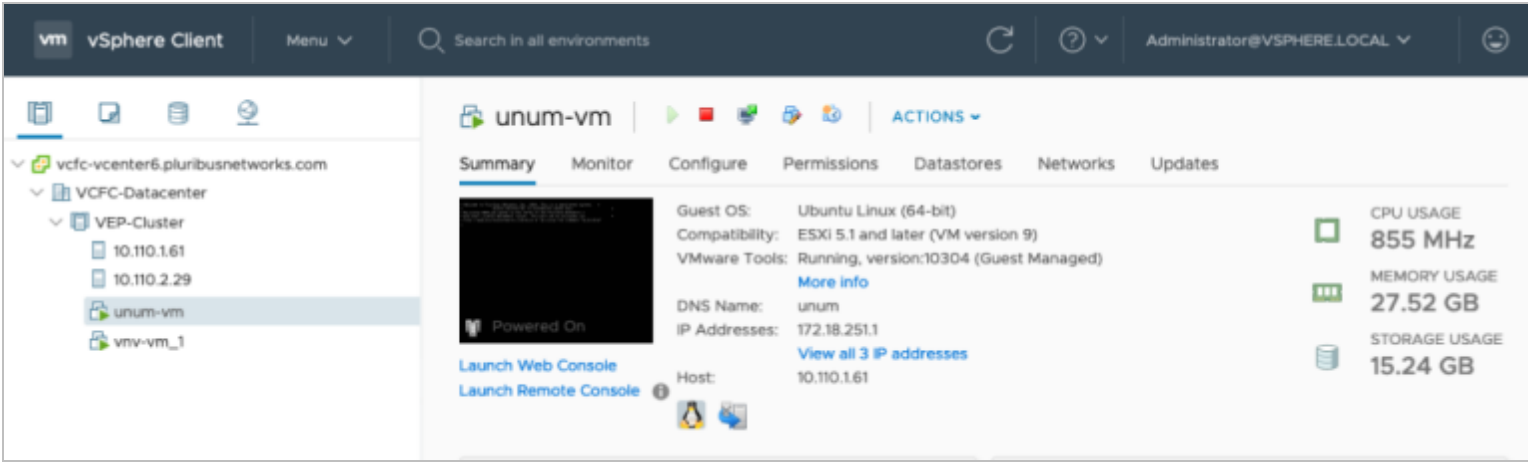 vm vSphere Client Menu Search in all environments Administrator@VSPHERE.LOCAL
unum-vm ACTIONS
vcfc-vcenter6.pluribusnetworks.com
VCFC-Datacenter
VEP-Cluster
10.110.1.61
10.110.2.29
unum-vm
vnv-vm_1
Summary Monitor Configure Permissions Datastores Networks Updates
Powered On
Launch Web Console
Launch Remote Console
Guest OS: Ubuntu Linux (64-bit)
Compatibility: ESXi 5.1 and later (VM version 9)
VMware Tools: Running, version:10304 (Guest Managed)
More info
DNS Name: unum
IP Addresses: 172.18.251.1
View all 3 IP addresses
Host: 10.110.1.61
CPU USAGE
855 MHz
MEMORY USAGE
27.52 GB
STORAGE USAGE
15.24 GB